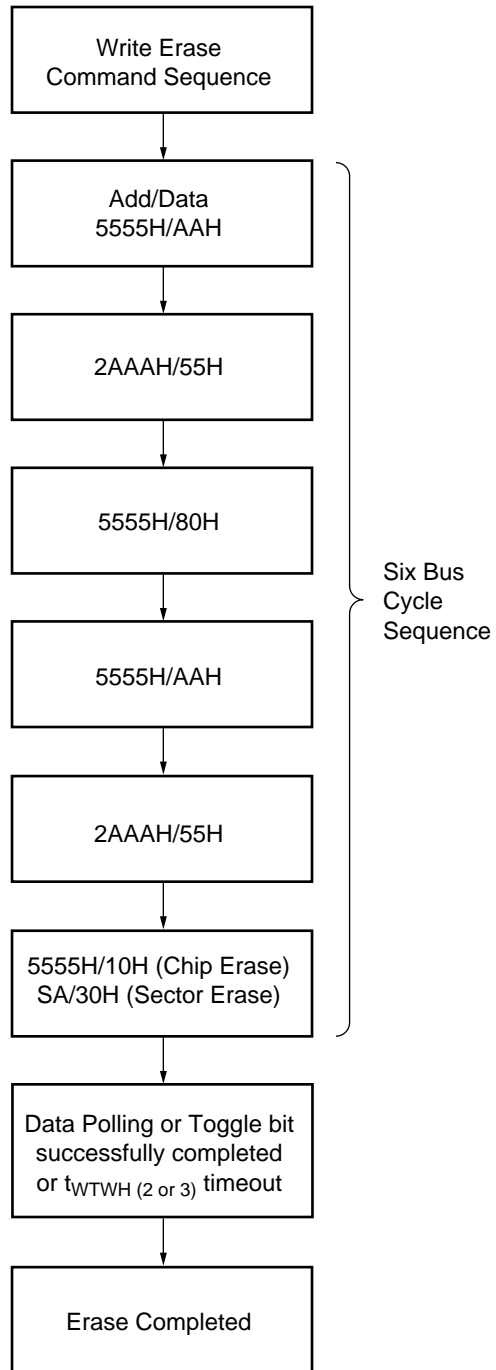 Write Erase
Command Sequence
Add/Data
5555H/AAH
2AAAH/55H
5555H/80H
5555H/AAH
2AAAH/55H
5555H/10H (Chip Erase)
SA/30H (Sector Erase)
Six Bus
Cycle
Sequence
Data Polling or Toggle bit
successfully completed
or tWTWH (2 or 3) timeout
Erase Completed